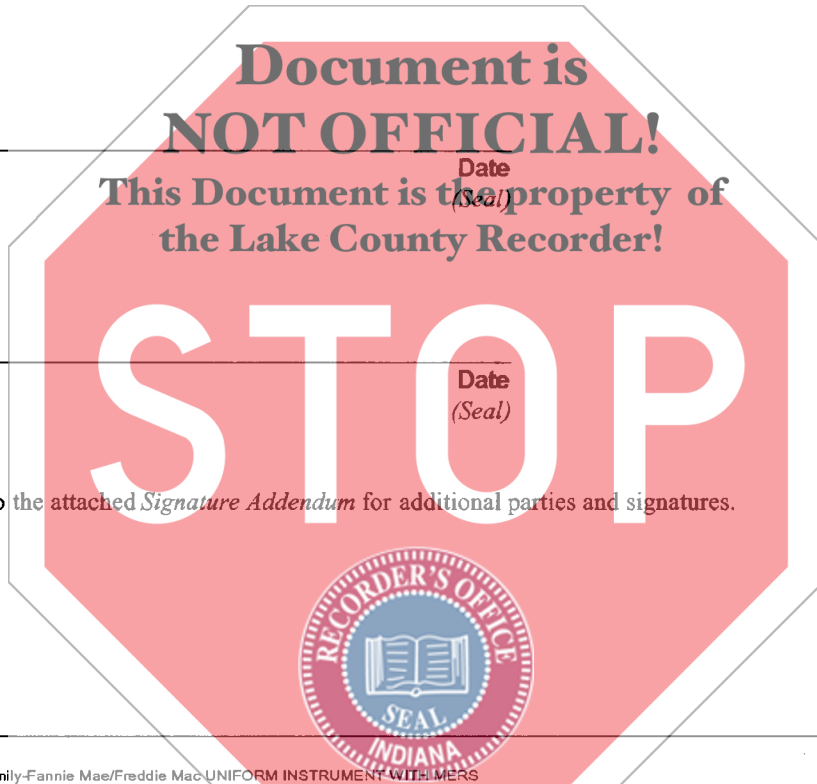 Document is
NOT OFFICIAL!
Date
This Document is the property of
(Seal)
the Lake County Recorder!
STOP
Date
(Seal)
the attached Signature Addendum for additional parties and signatures.
RECORDER'S OFFICE
SEAL
INDIANA
Fannie Mae/Freddie Mac UNIFORM INSTRUMENT WITH MERS